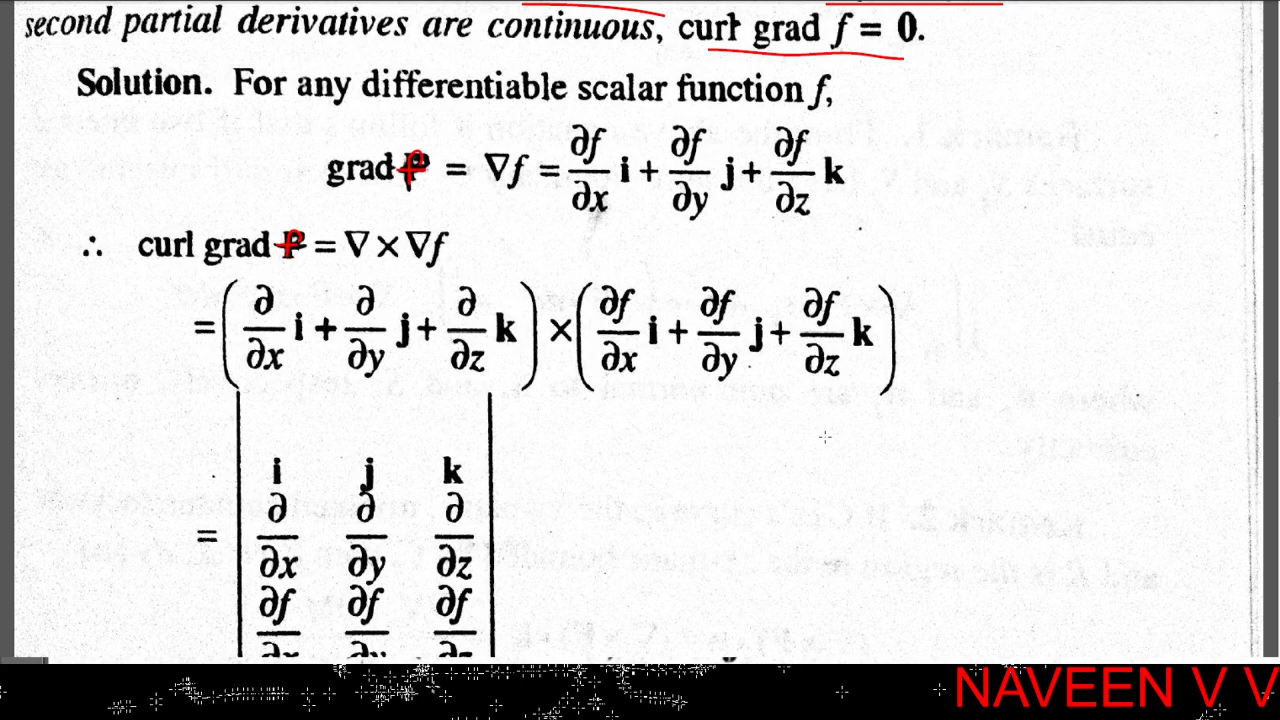 second partial derivatives are continuous, curl grad f = 0.
Solution. For any differentiable scalar function f,
grad f = ∇f = ∂f/∂x i + ∂f/∂y j + ∂f/∂z k
∴ curl grad f = ∇ × ∇f
= (∂/∂x i + ∂/∂y j + ∂/∂z k) × (∂f/∂x i + ∂f/∂y j + ∂f/∂z k)
i j k
= ∂/∂x ∂/∂y ∂/∂z
∂f/∂x ∂f/∂y ∂f/∂z
NAVEEN V V